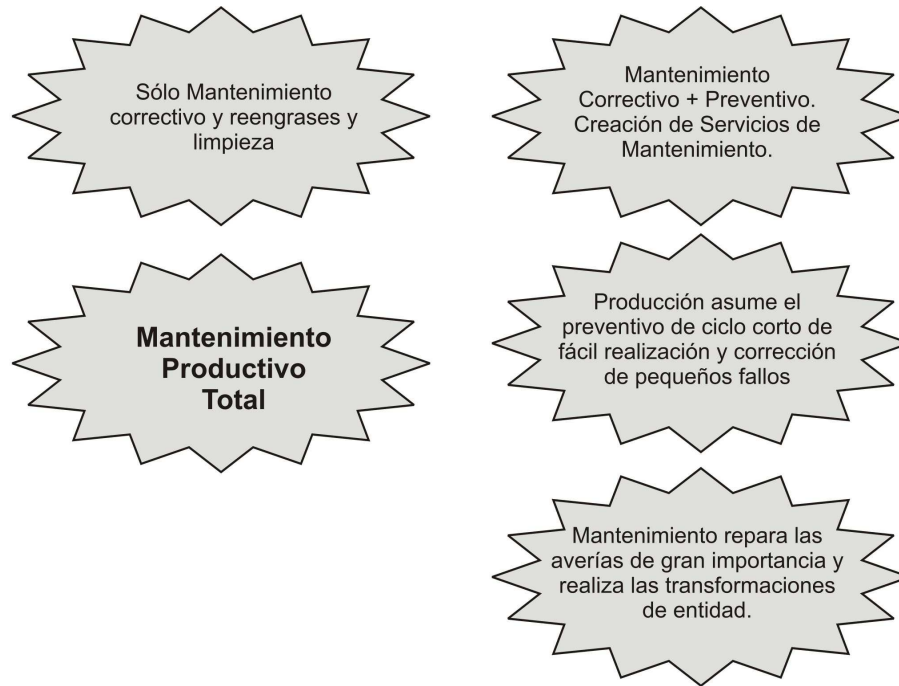 Sólo Mantenimiento
correctivo y reengrases y
limpieza
Mantenimiento
Correctivo + Preventivo.
Creación de Servicios de
Mantenimiento.
Mantenimiento
Productivo
Total
Producción asume el
preventivo de ciclo corto de
fácil realización y corrección
de pequeños fallos
Mantenimiento repara las
averías de gran importancia y
realiza las transformaciones
de entidad.